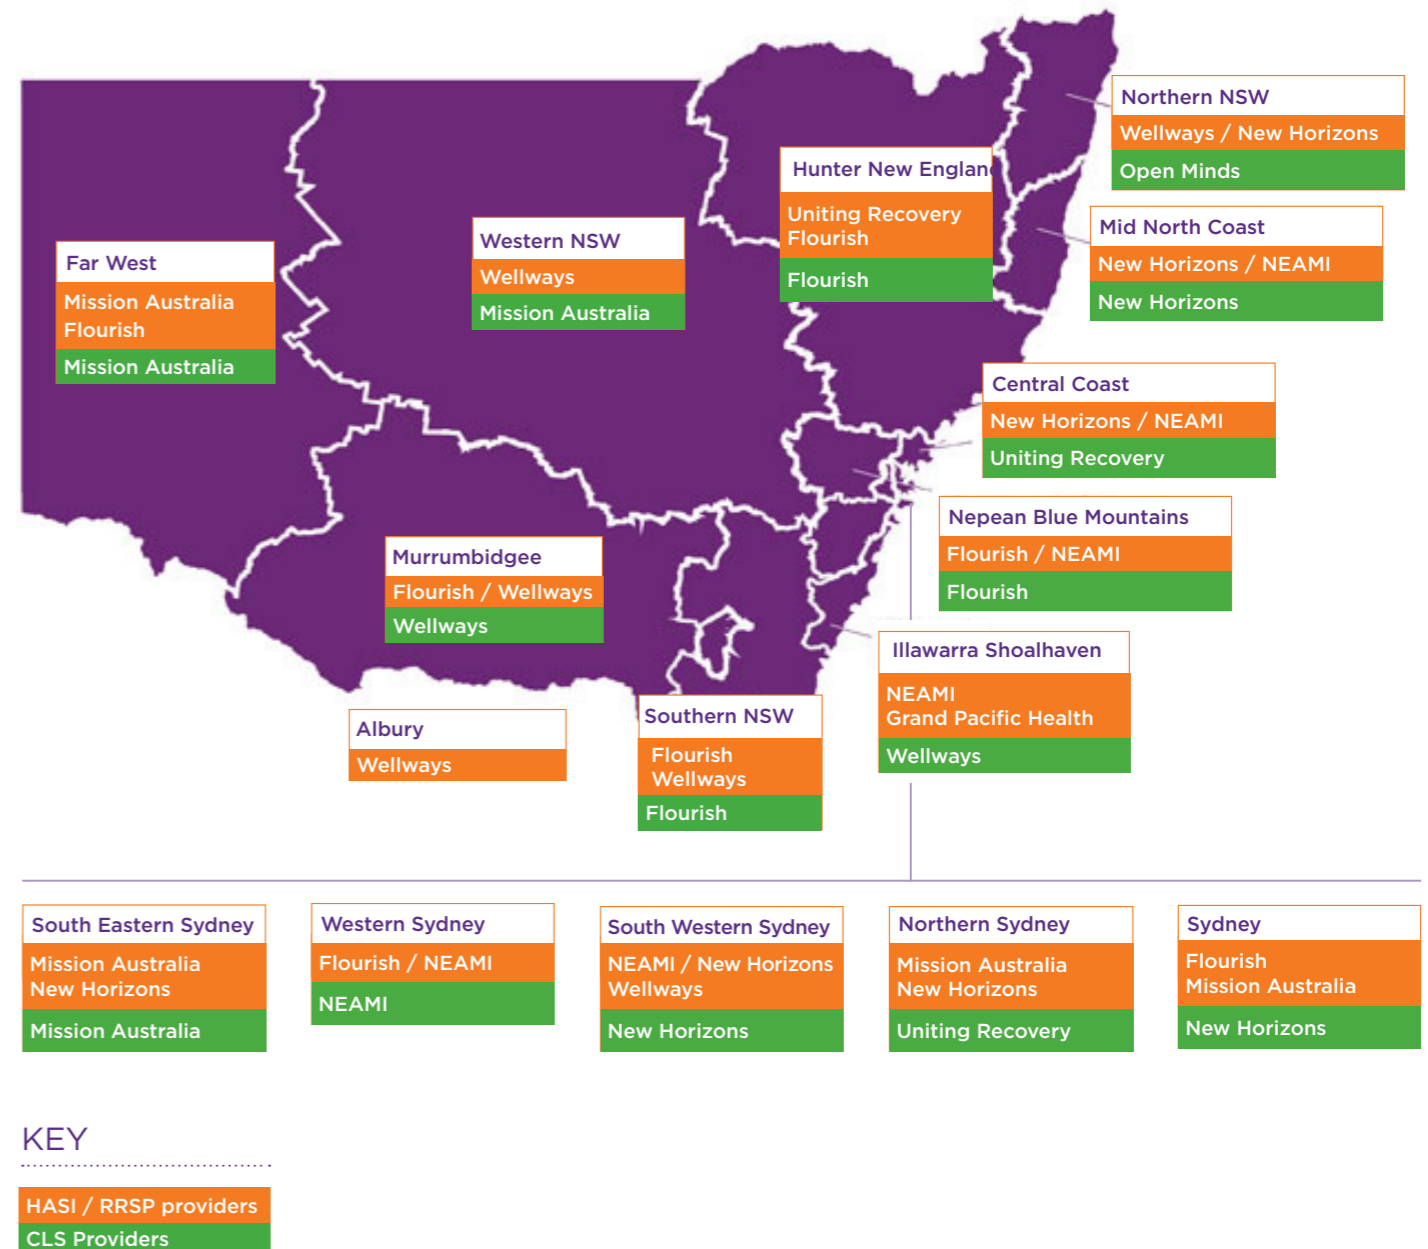 Northern NSW
Wellways / New Horizons
Open Minds
Hunter New England
Uniting Recovery
Flourish
Flourish
Mid North Coast
New Horizons / NEAMI
New Horizons
Western NSW
Wellways
Mission Australia
Far West
Mission Australia
Flourish
Mission Australia
Central Coast
New Horizons / NEAMI
Uniting Recovery
Nepean Blue Mountains
Flourish / NEAMI
Flourish
Murrumbidgee
Flourish / Wellways
Wellways
Illawarra Shoalhaven
NEAMI
Grand Pacific Health
Wellways
Albury
Wellways
Southern NSW
Flourish
Wellways
Flourish
South Eastern Sydney
Mission Australia
New Horizons
Mission Australia
Western Sydney
Flourish / NEAMI
NEAMI
South Western Sydney
NEAMI / New Horizons
Wellways
New Horizons
Northern Sydney
Mission Australia
New Horizons
Uniting Recovery
Sydney
Flourish
Mission Australia
New Horizons
KEY
HASI / RRSP providers
CLS Providers